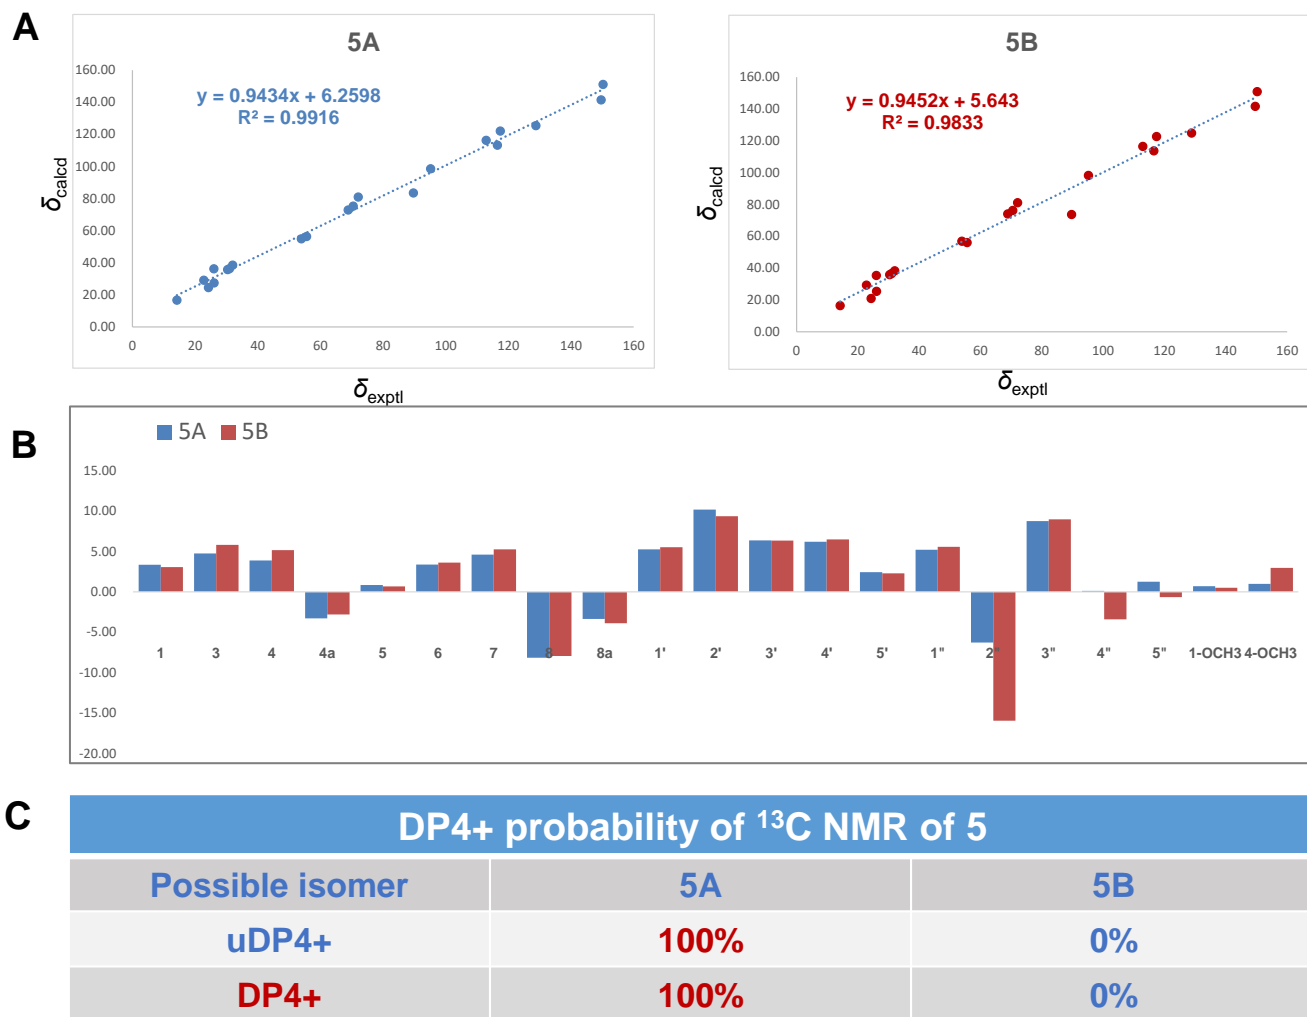 A
5A
160.00
140.00
120.00
100.00
80.00
60.00
40.00
20.00
0.00
y = 0.9434x + 6.2598
R² = 0.9916
δcalcd
0 20 40 60 80 100 120 140 160
δexptl
5B
160.00
140.00
120.00
100.00
80.00
60.00
40.00
20.00
0.00
y = 0.9452x + 5.643
R² = 0.9833
δcalcd
0 20 40 60 80 100 120 140 160
δexptl
B
5A 5B
15.00
10.00
5.00
0.00
-5.00
-10.00
-15.00
-20.00
1 3 4 4a 5 6 7 8 8a 1' 2' 3' 4' 5' 1" 2" 3" 4" 5" 1-OCH3 4-OCH3
C
DP4+ probability of ¹³C NMR of 5
Possible isomer 5A 5B
uDP4+ 100% 0%
DP4+ 100% 0%